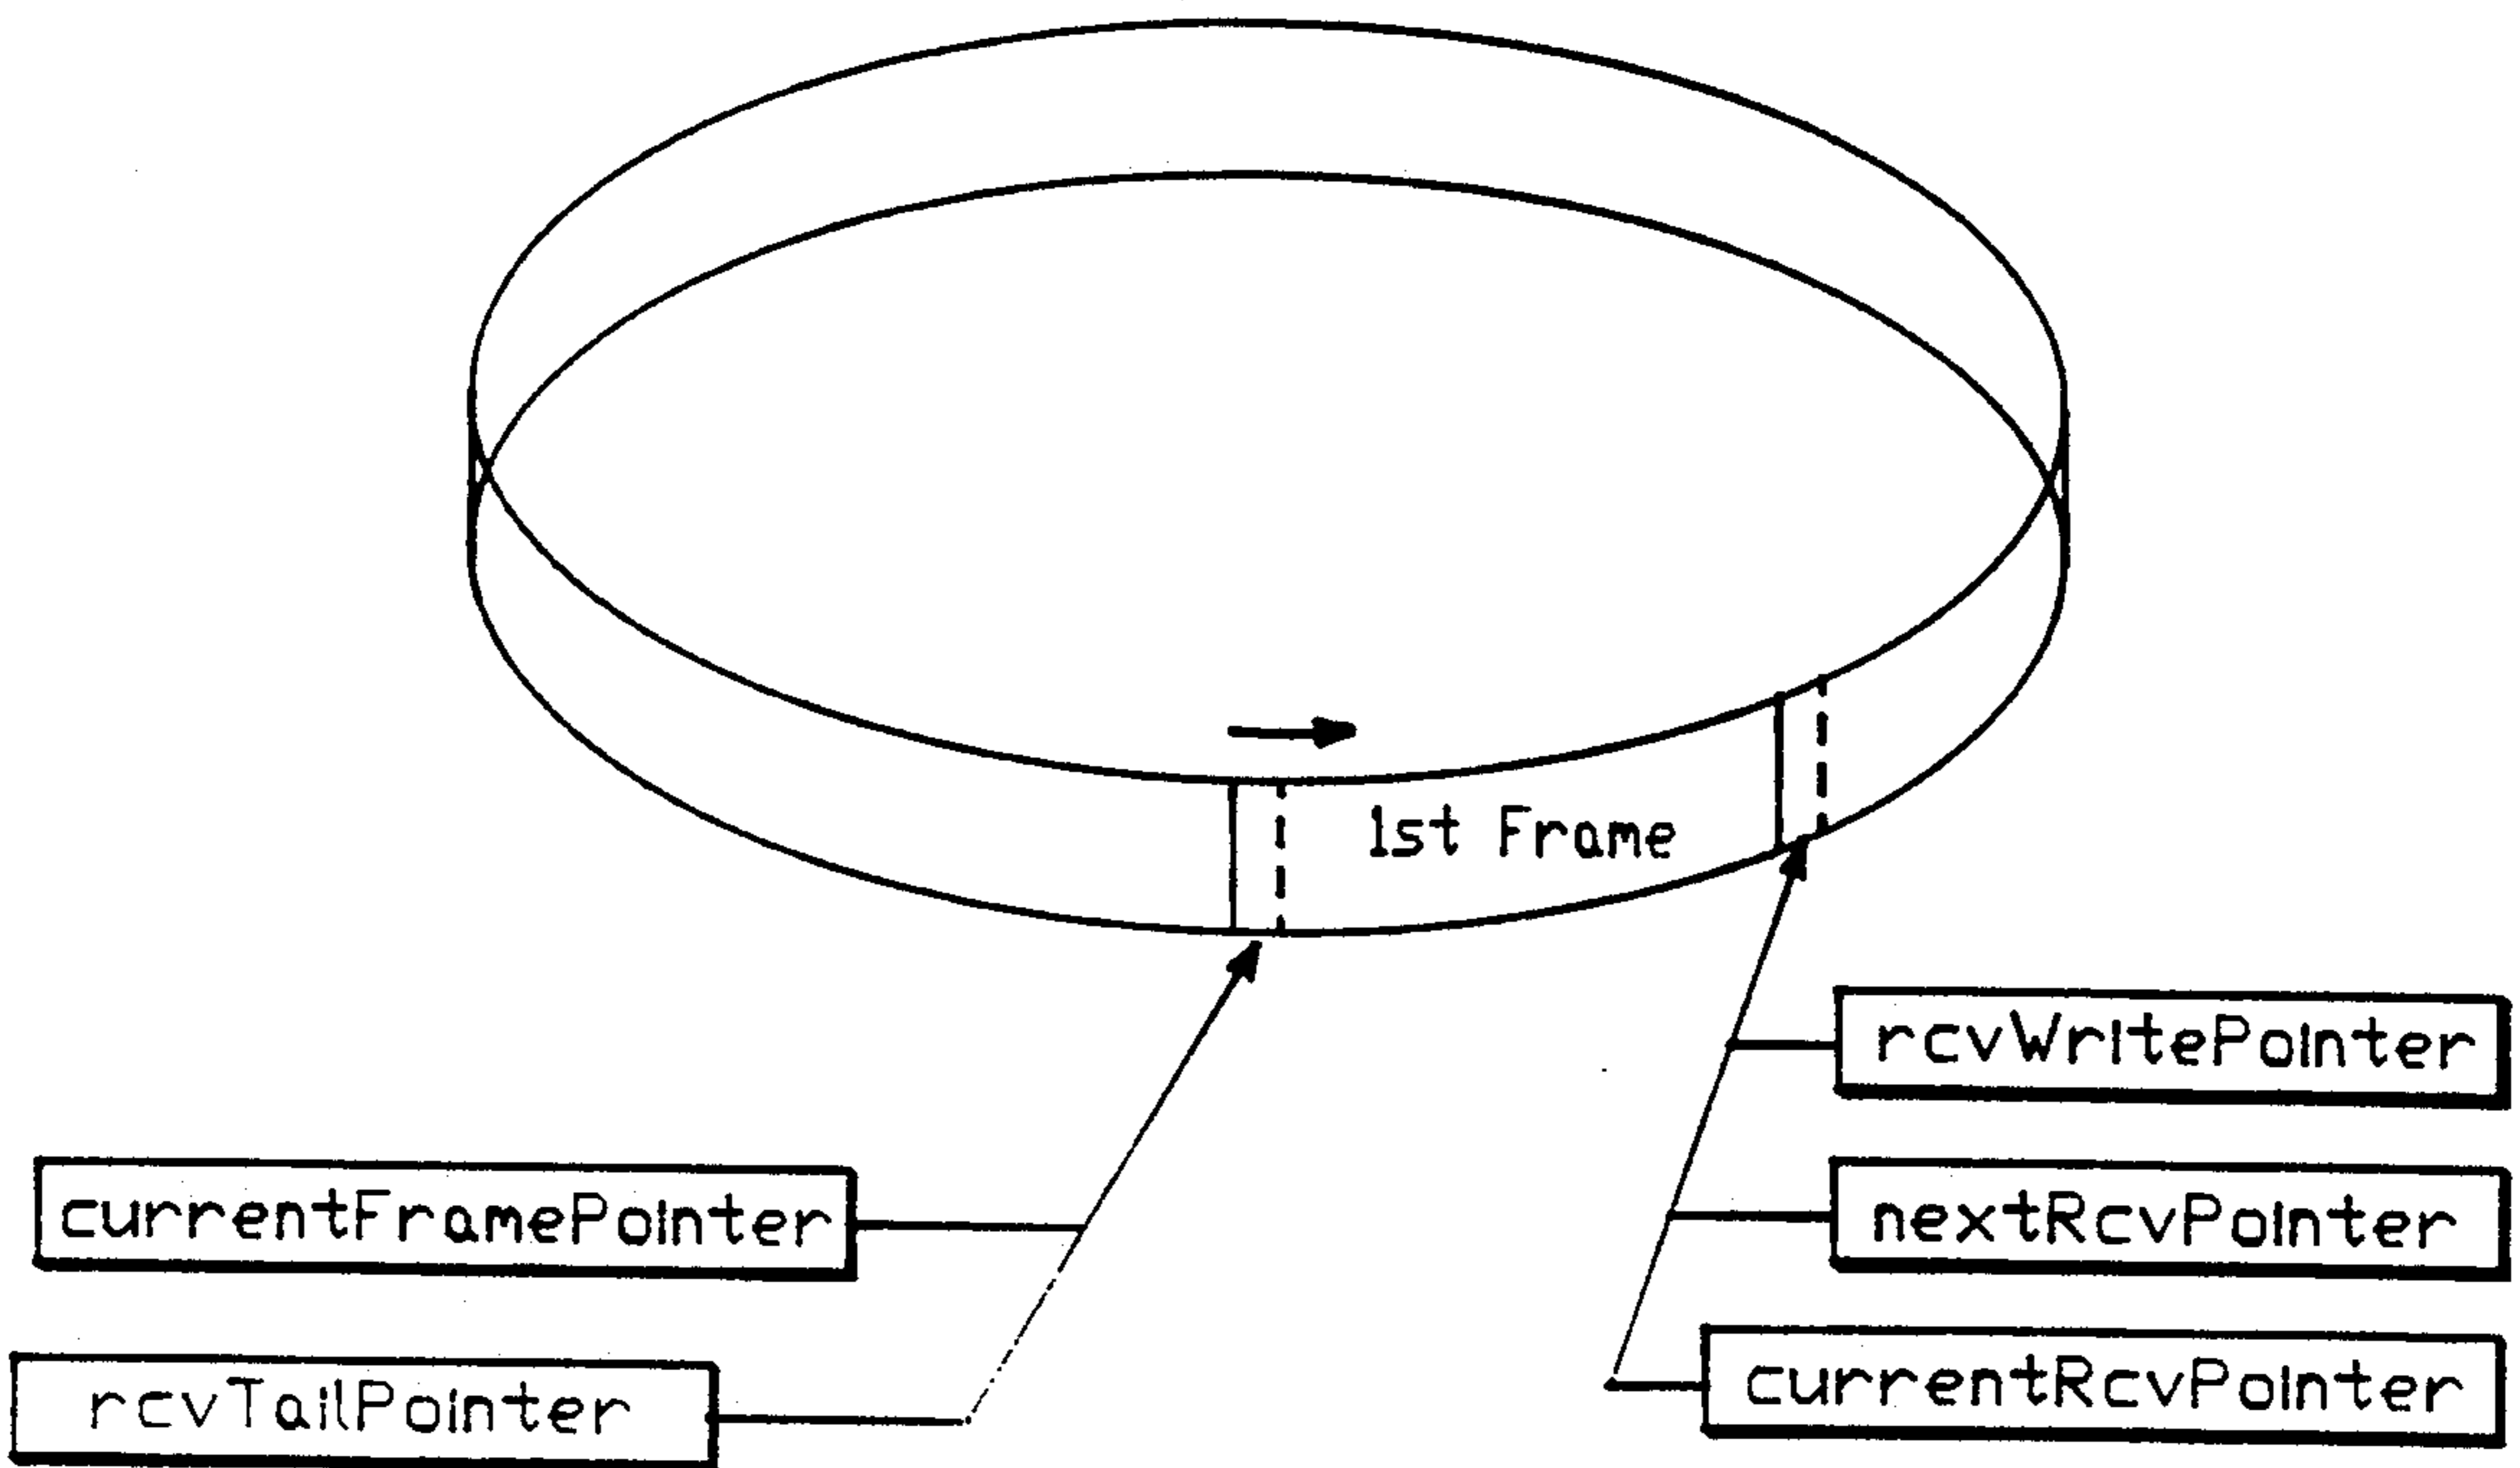 1st Frame
rcvWritePointer
currentFramePointer
nextRcvPointer
rcvTailPointer
currentRcvPointer